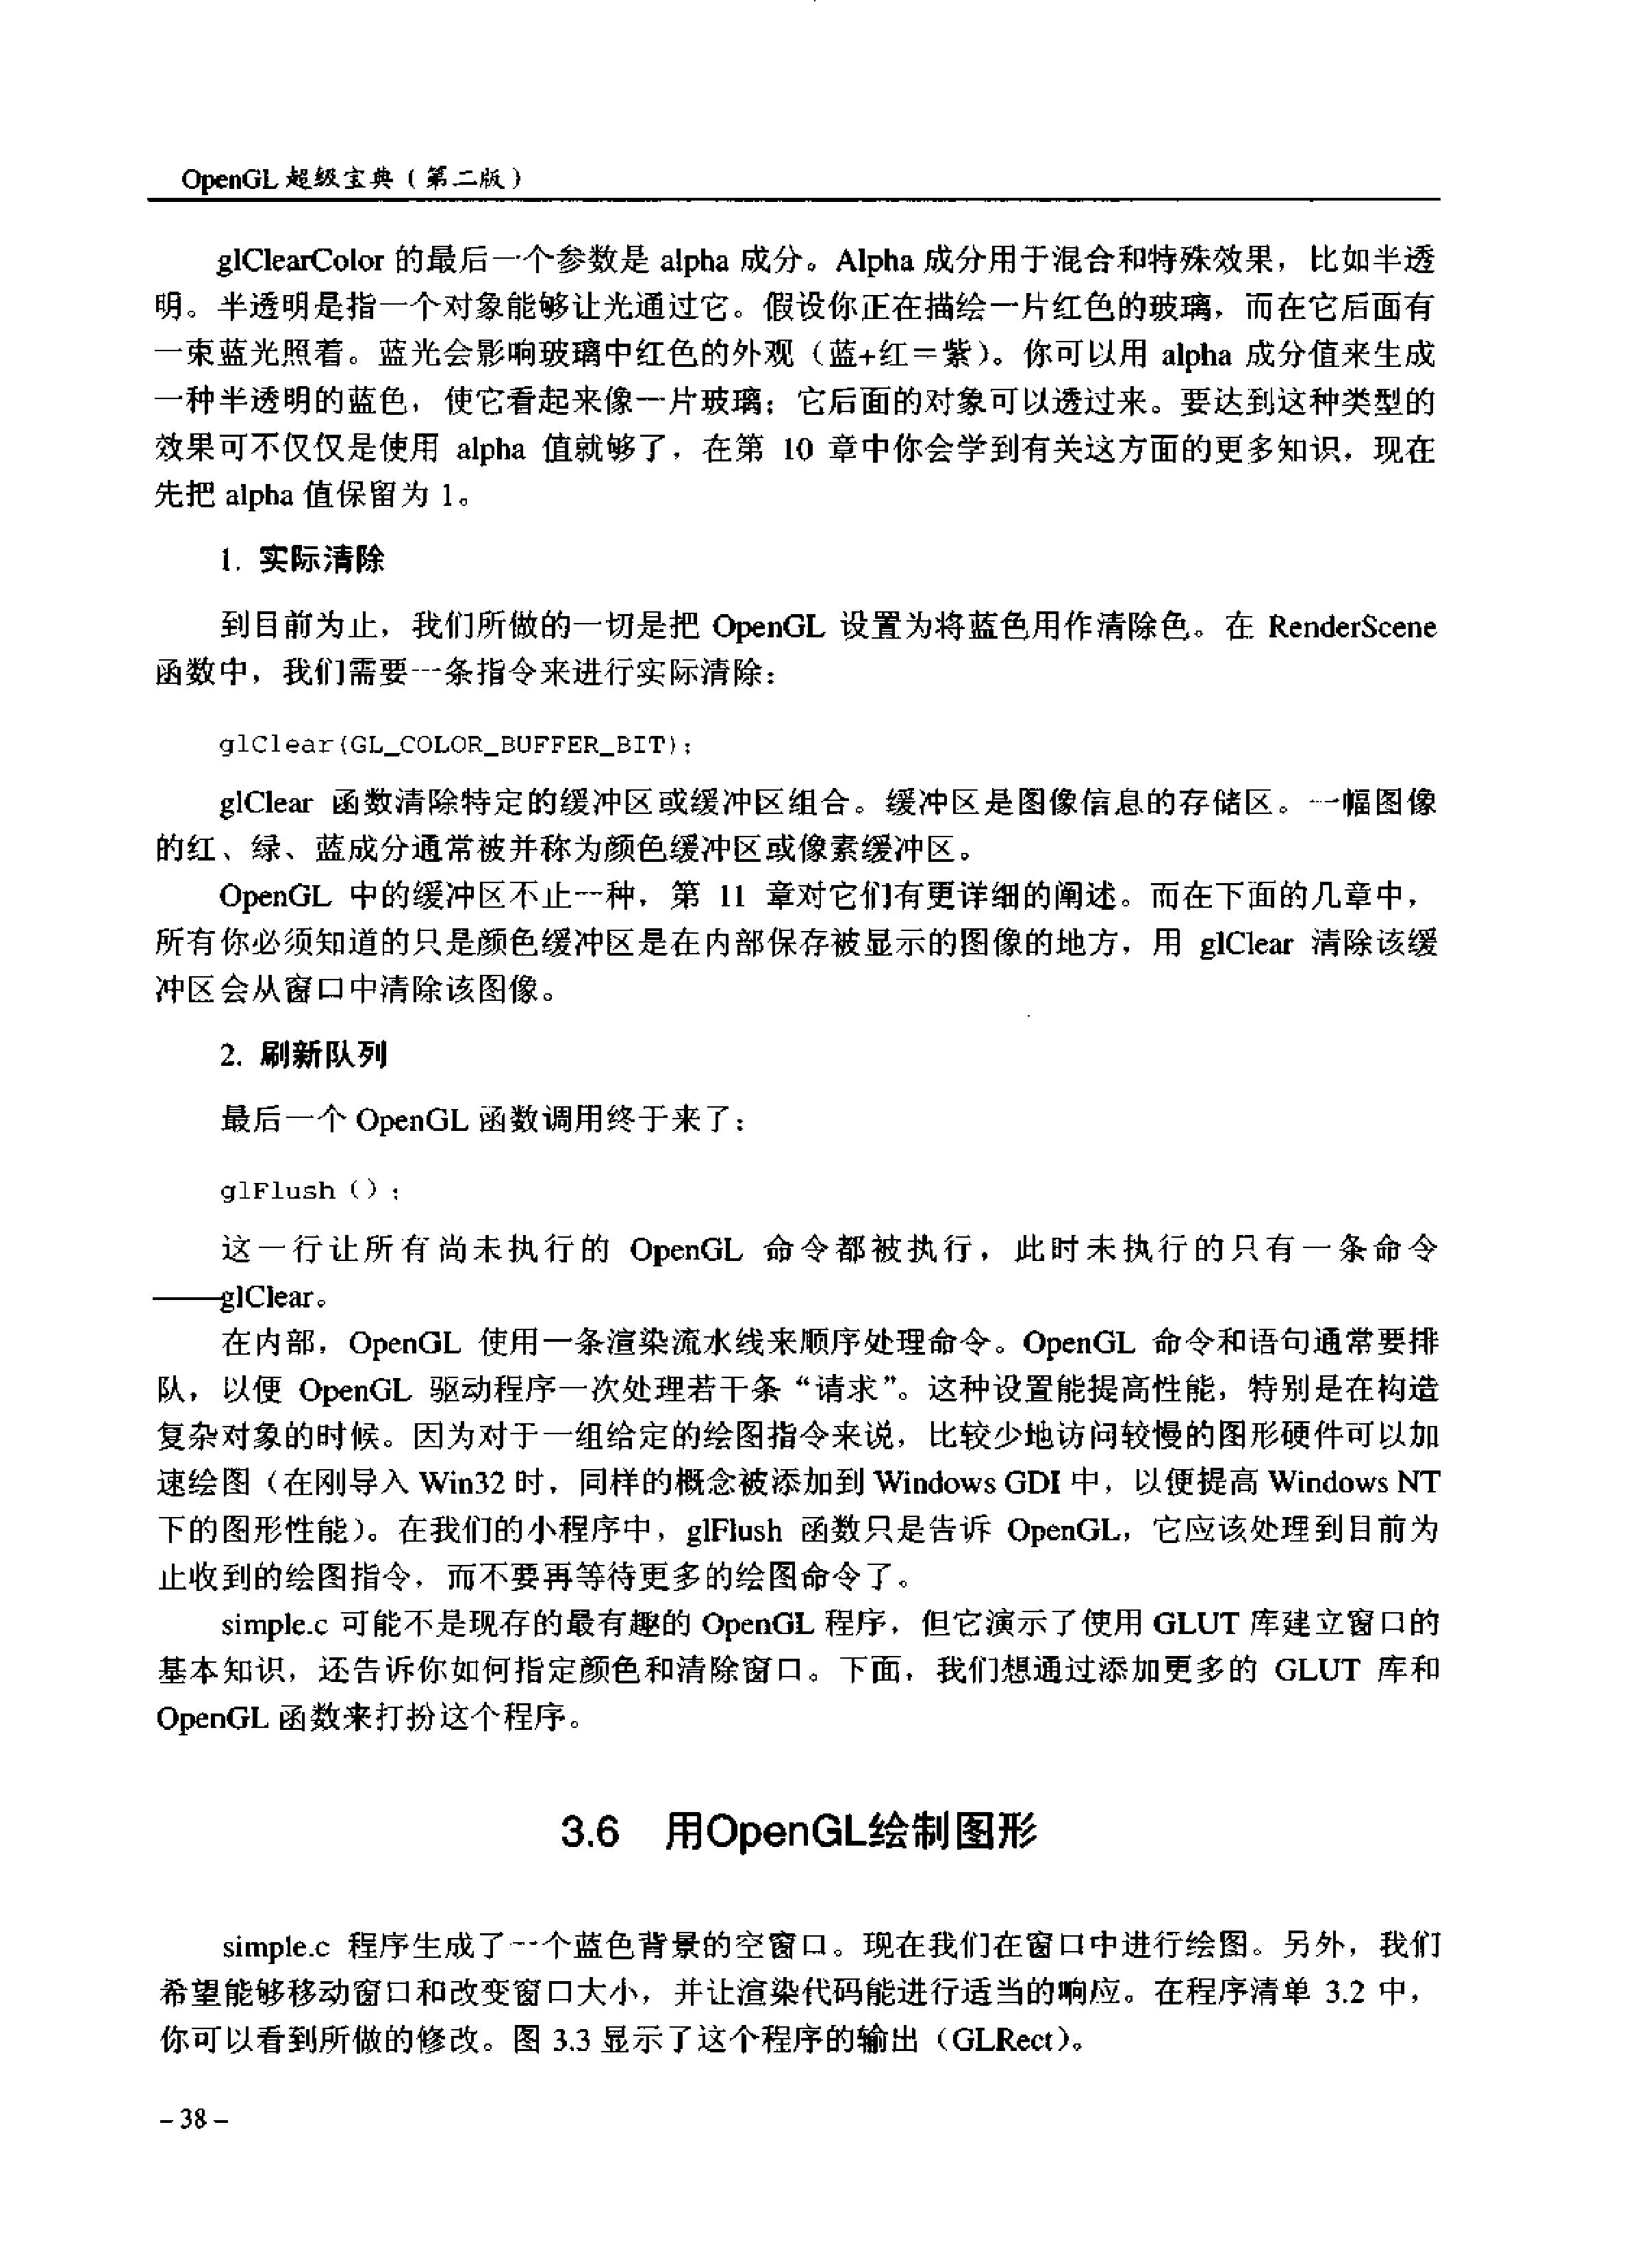 OpenGL 超级宝典（第二版）
glClearColor 的最后一个参数是 alpha 成分。Alpha 成分用于混合和特殊效果，比如半透
明。半透明是指一个对象能够让光通过它。假设你正在描绘一片红色的玻璃，而在它后面有
一束蓝光照着。蓝光会影响玻璃中红色的外观（蓝+红＝紫）。你可以用 alpha 成分值来生成
一种半透明的蓝色，使它看起来像一片玻璃；它后面的对象可以透过来。要达到这种类型的
效果可不仅仅是使用 alpha 值就够了，在第 10 章中你会学到有关这方面的更多知识，现在
先把 alpha 值保留为 1。
1. 实际清除
到目前为止，我们所做的一切是把 OpenGL 设置为将蓝色用作清除色。在 RenderScene
函数中，我们需要一条指令来进行实际清除：
glClear(GL_COLOR_BUFFER_BIT);
glClear 函数清除特定的缓冲区或缓冲区组合。缓冲区是图像信息的存储区。一幅图像
的红、绿、蓝成分通常被并称为颜色缓冲区或像素缓冲区。
OpenGL 中的缓冲区不止一种，第 11 章对它们有更详细的阐述。而在下面的几章中，
所有你必须知道的只是颜色缓冲区是在内部保存被显示的图像的地方，用 glClear 清除该缓
冲区会从窗口中清除该图像。
2. 刷新队列
最后一个 OpenGL 函数调用终于来了：
glFlush（）;
这一行让所有尚未执行的 OpenGL 命令都被执行，此时未执行的只有一条命令
——glClear。
在内部，OpenGL 使用一条渲染流水线来顺序处理命令。OpenGL 命令和语句通常要排
队，以便 OpenGL 驱动程序一次处理若干条“请求”。这种设置能提高性能，特别是在构造
复杂对象的时候。因为对于一组给定的绘图指令来说，比较少地访问较慢的图形硬件可以加
速绘图（在刚导入 Win32 时，同样的概念被添加到 Windows GDI 中，以便提高 Windows NT
下的图形性能）。在我们的小程序中，glFlush 函数只是告诉 OpenGL，它应该处理到目前为
止收到的绘图指令，而不要再等待更多的绘图命令了。
simple.c 可能不是现存的最有趣的 OpenGL 程序，但它演示了使用 GLUT 库建立窗口的
基本知识，还告诉你如何指定颜色和清除窗口。下面，我们想通过添加更多的 GLUT 库和
OpenGL 函数来打扮这个程序。
3.6 用OpenGL绘制图形
simple.c 程序生成了一个蓝色背景的空窗口。现在我们在窗口中进行绘图。另外，我们
希望能够移动窗口和改变窗口大小，并让渲染代码能进行适当的响应。在程序清单 3.2 中，
你可以看到所做的修改。图 3.3 显示了这个程序的输出（GLRect）。
- 38 -